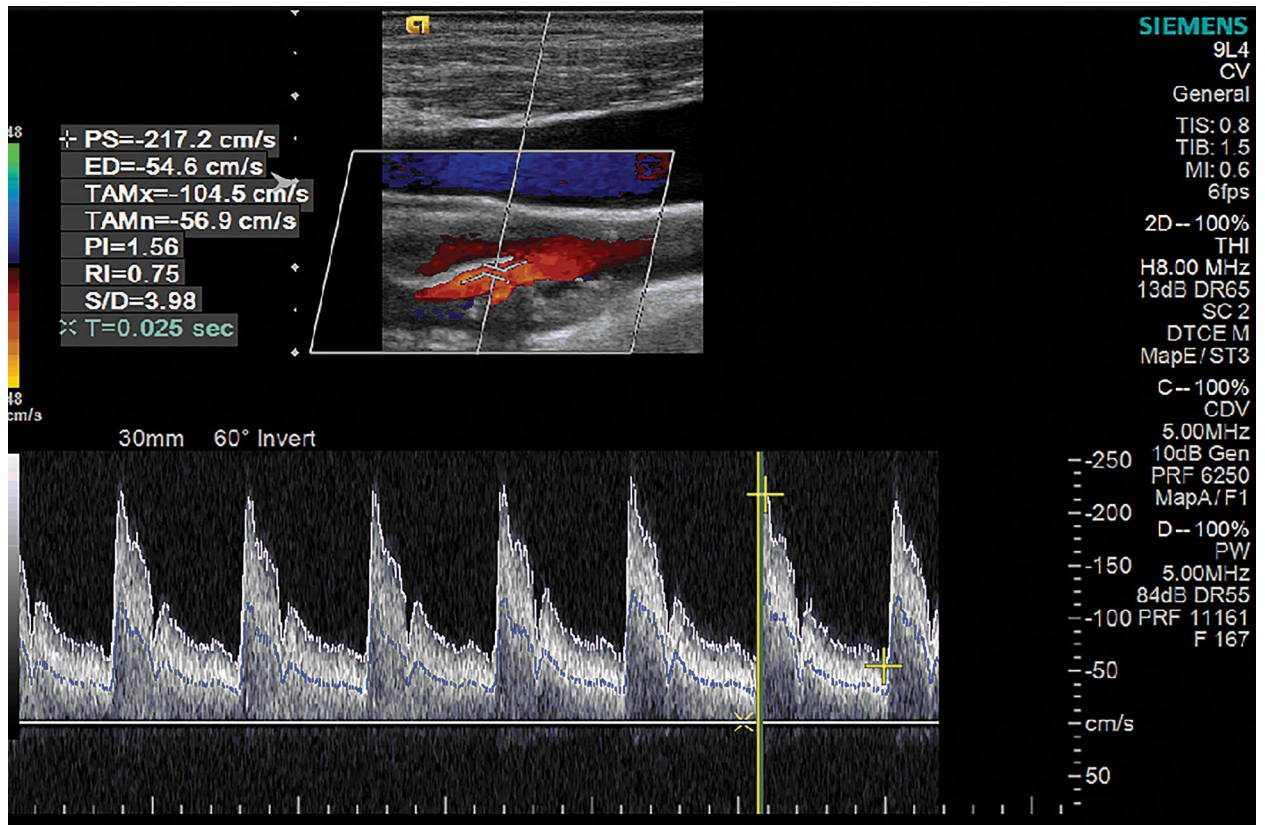 SIEMENS
9L4
CV
General
TIS: 0.8
TIB: 1.5
MI: 0.6
6fps
2D--100%
THI
H8.00 MHz
13dB DR65
SC 2
DTCE M
MapE/ST3
C--100%
CDV
5.00MHz
10dB Gen
PRF 6250
MapA/F1
D--100%
PW
5.00MHz
84dB DR55
PRF 11161
F 167
48
PS=-217.2 cm/s
ED=-54.6 cm/s
TAMx=-104.5 cm/s
TAMn=-56.9 cm/s
PI=1.56
RI=0.75
S/D=3.98
T=0.025 sec
48
cm/s
30mm 60° Invert
-250
-200
-150
-100
-50
cm/s
50